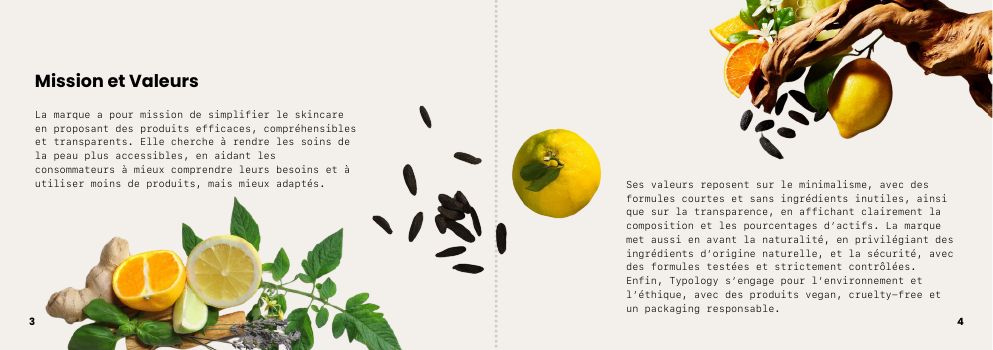 Mission et Valeurs
La marque a pour mission de simplifier le skincare
en proposant des produits efficaces, compréhensibles
et transparents. Elle cherche à rendre les soins de
la peau plus accessibles, en aidant les
consommateurs à mieux comprendre leurs besoins et à
utiliser moins de produits, mais mieux adaptés.
3
Ses valeurs reposent sur le minimalisme, avec des
formules courtes et sans ingrédients inutiles, ainsi
que sur la transparence, en affichant clairement la
composition et les pourcentages d’actifs. La marque
met aussi en avant la naturalité, en privilégiant des
ingrédients d’origine naturelle, et la sécurité, avec
des formules testées et strictement contrôlées.
Enfin, Typology s’engage pour l’environnement et
l’éthique, avec des produits vegan, cruelty-free et
un packaging responsable.
4